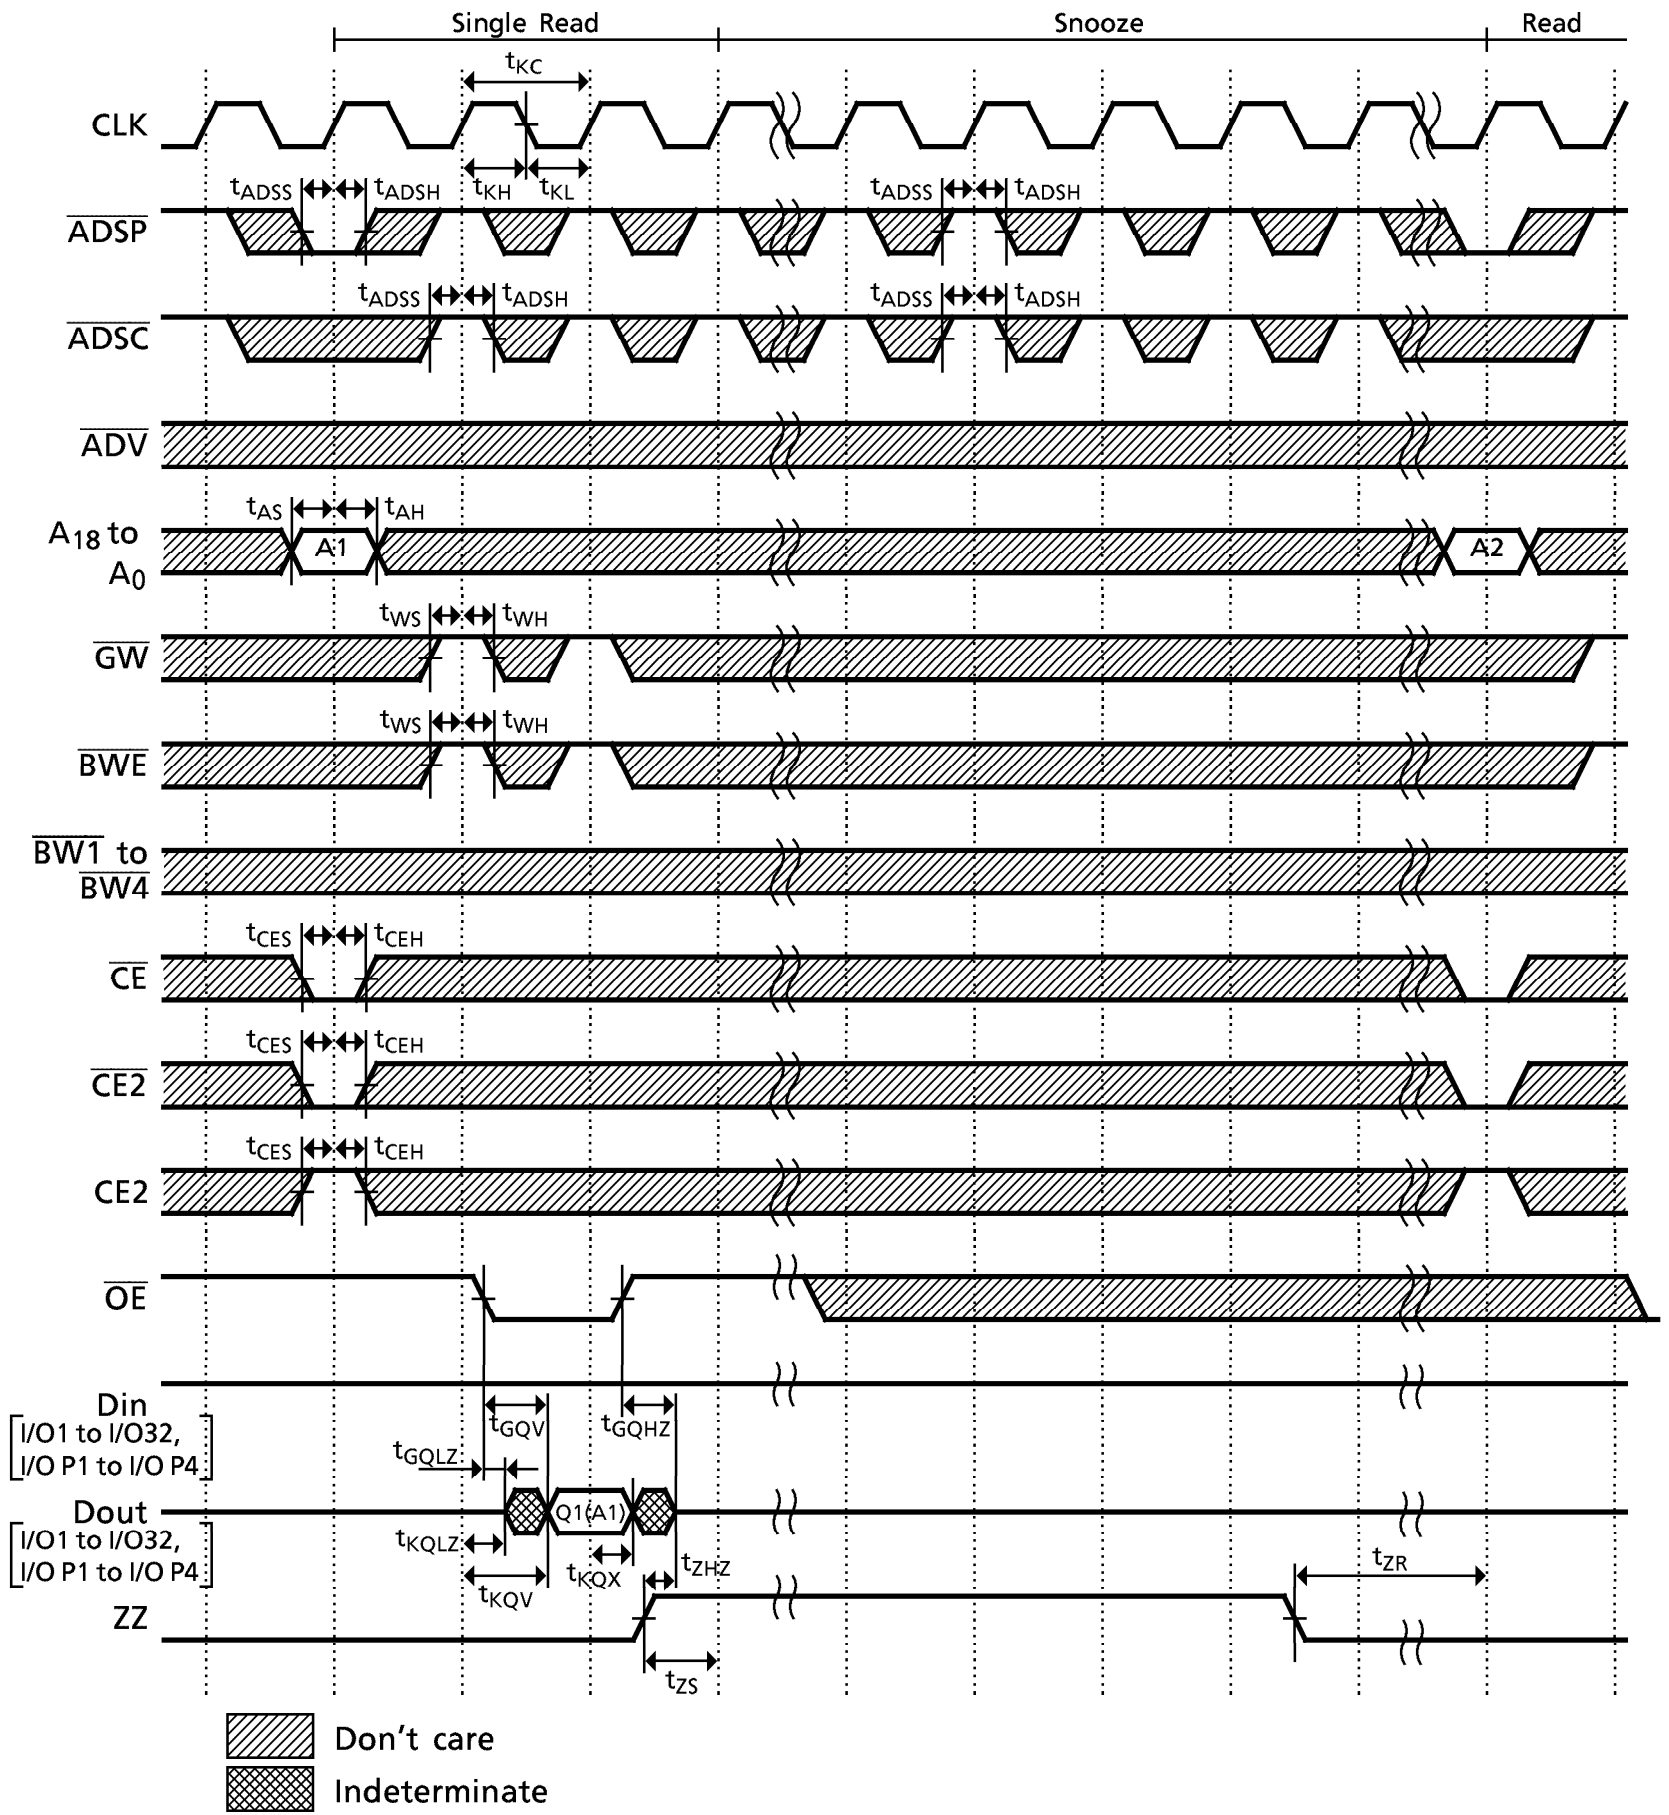 Single Read Snooze Read
tKC
CLK
tADSS tADSH tKH tKL tADSS tADSH
ADSP
tADSS tADSH tADSS tADSH
ADSC
ADV
tAS tAH
A18 to
A1 A2
A0
tWS tWH
GW
tWS tWH
BWE
BW1 to
BW4
tCES tCEH
CE
tCES tCEH
CE2
tCES tCEH
CE2
OE
Din
I/O1 to I/O32,
I/O P1 to I/O P4
tGQV tGQHZ
tGQLZ
Dout
Q1(A1)
I/O1 to I/O32,
I/O P1 to I/O P4
tKQLZ
tKQV tKQX tZHZ tZR
ZZ
tZS
Don't care
Indeterminate